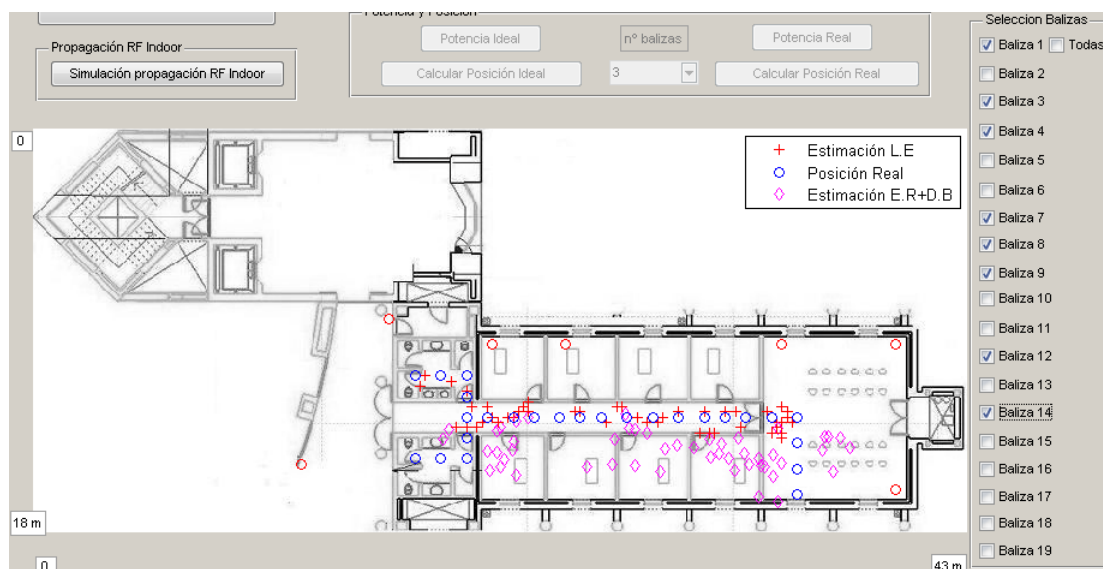 Potencia y Posición
Seleccion Balizas
Propagación RF Indoor
Simulación propagación RF Indoor
Potencia Ideal
nº balizas
Potencia Real
Calcular Posición Ideal
3
Calcular Posición Real
Baliza 1
Todas
Baliza 2
Baliza 3
Baliza 4
Baliza 5
Baliza 6
Baliza 7
Baliza 8
Baliza 9
Baliza 10
Baliza 11
Baliza 12
Baliza 13
Baliza 14
Baliza 15
Baliza 16
Baliza 17
Baliza 18
Baliza 19
0
Estimación L.E
Posición Real
Estimación E.R+D.B
18 m
0
43 m